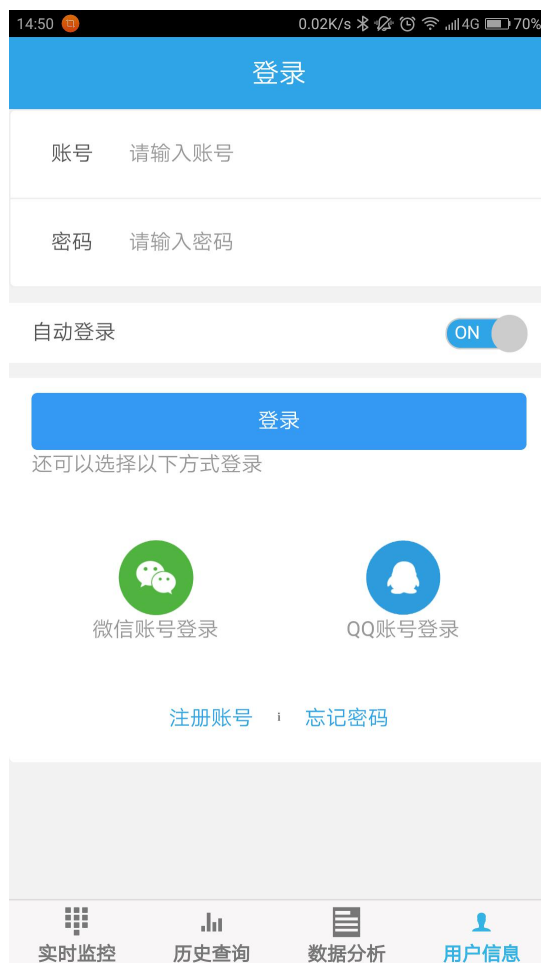 14:50 0.02K/s 4G 70%
登录
账号 请输入账号
密码 请输入密码
自动登录 ON
登录
还可以选择以下方式登录
微信账号登录 QQ账号登录
注册账号 i 忘记密码
实时监控 历史查询 数据分析 用户信息